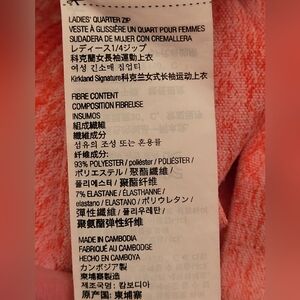 LADIES' QUARTER ZIP
VESTE À GLISSIÈRE UN QUART POUR FEMMES
SUDADERA DE MUJER CON CREMALLERA
レディース1/4ジップ
科克蘭女式長袖運動上衣
여성 긴소매 집업티
Kirkland Signature科克兰女式长袖运动上衣
FIBRE CONTENT
COMPOSITION FIBREUSE
INSUMOS
組成繊維
纖維成分:
섬유의 조성 또는 혼용률
纤维成分:
93% POLYESTER / poliéster / POLIÉSTER /
ポリエステル / 聚酯纖維 /
폴리에스터 / 聚酯纤维
7% ELASTANE / ÉLASTHANNE /
elastano / ELASTANO / ポリウレタン /
彈性纖維 / 폴리우레탄 /
聚氨酯弹性纤维
MADE IN CAMBODIA
FABRIQUÉ AU CAMBODGE
HECHO EN CAMBOYA
カンボジア製
柬埔寨製造
제조국명: 캄보디아
原产国: 柬埔寨